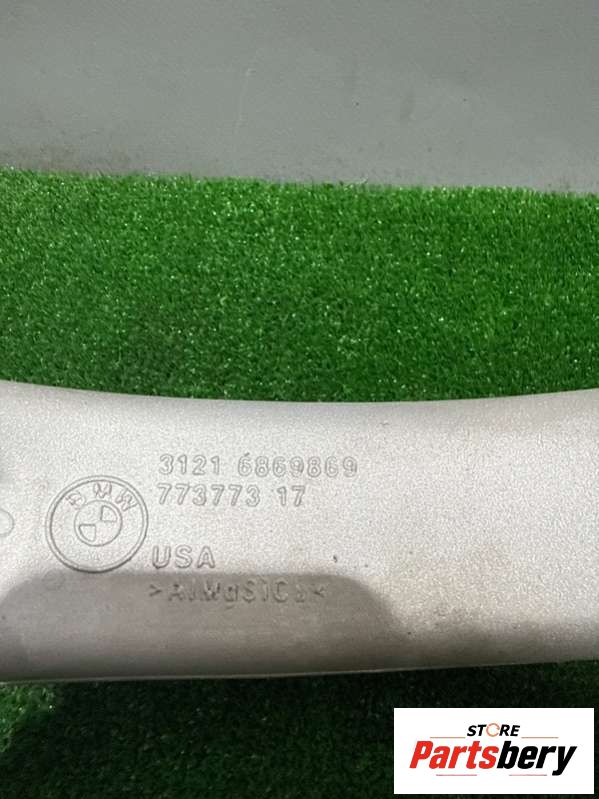 3121 6869869
773773 17
BMW
USA
>AlMgSiCu<
STORE
Partsbery